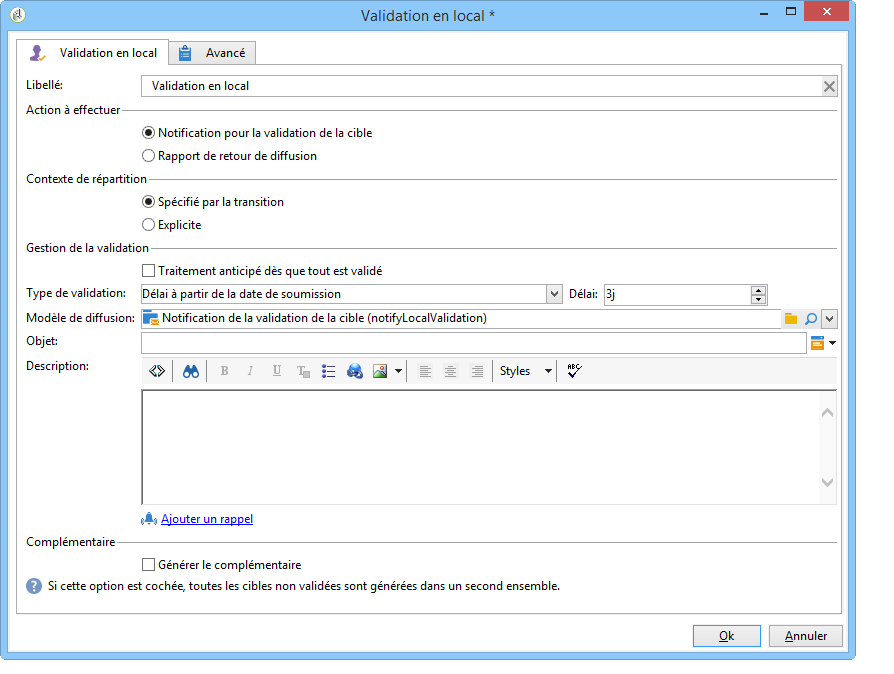 Validation en local *
Validation en local Avancé
Libellé: Validation en local
Action à effectuer
Notification pour la validation de la cible
Rapport de retour de diffusion
Contexte de répartition
Spécifié par la transition
Explicite
Gestion de la validation
Traitement anticipé dès que tout est validé
Type de validation: Délai à partir de la date de soumission Délai: 3j
Modèle de diffusion: Notification de la validation de la cible (notifyLocalValidation)
Objet:
Description: B I U T Styles ABC
Ajouter un rappel
Complémentaire
Générer le complémentaire
? Si cette option est cochée, toutes les cibles non validées sont générées dans un second ensemble.
Ok Annuler